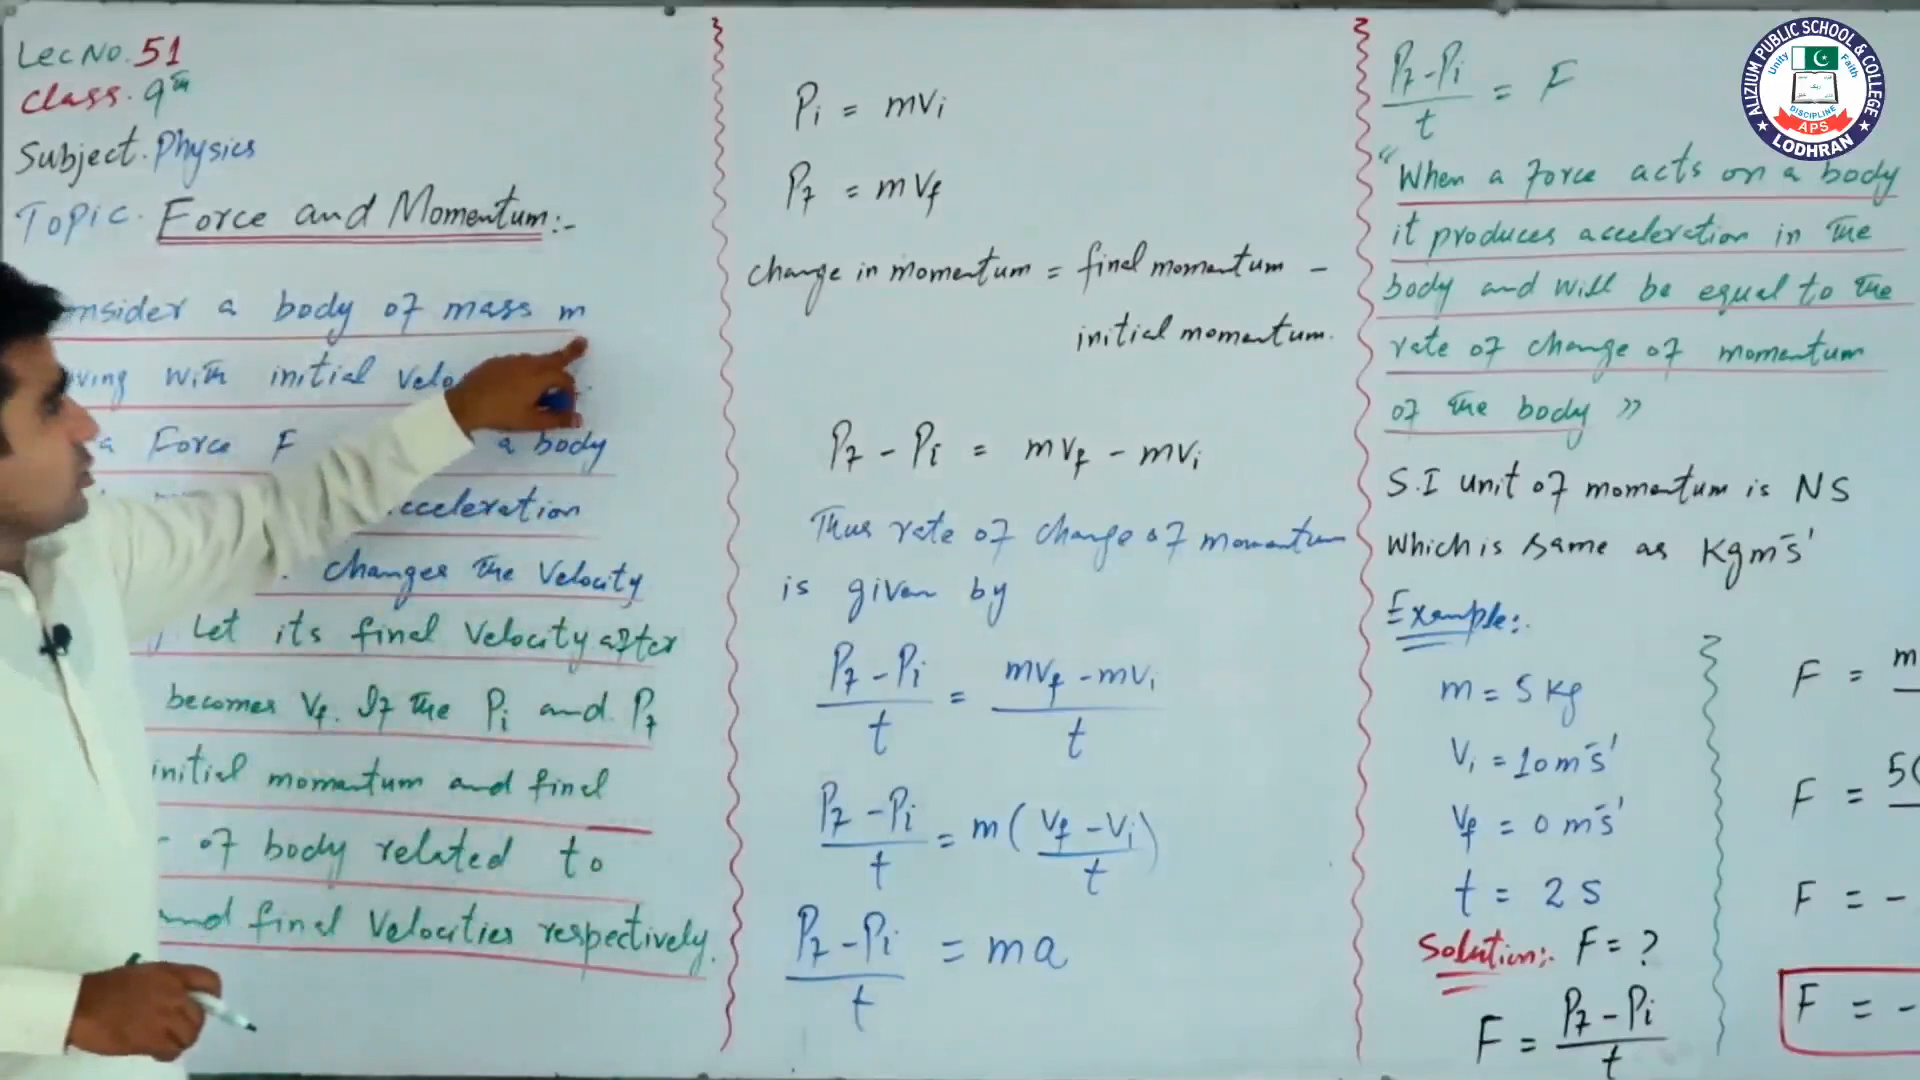 Lec No. 51
Class. 9th
Subject. Physics
Topic. Force and Momentum:-
nsider a body of mass m
ving with initial velo
a Force F a body
cceleration
changes the Velocity
Let its final Velocity after
becomes Vf. If the Pi and Pf
initial momentum and final
of body related to
and final Velocities respectively.
Pi = mvi
Pf = mVf
change in momentum = final momentum -
initial momentum.
Pf - Pi = mvf - mvi
Thus rate of change of momentum
is given by
Pf - Pi / t = mvf - mvi / t
Pf - Pi / t = m ( Vf - Vi / t )
Pf - Pi / t = ma
Pf - Pi / t = F
"When a force acts on a body
it produces acceleration in the
body and will be equal to the
rate of change of momentum
of the body »
S.I unit of momentum is NS
which is same as Kgms⁻¹
Example:-
m = 5 Kg
Vi = 10 ms⁻¹
Vf = 0 ms⁻¹
t = 2 S
Solution:- F = ?
F = Pf - Pi / t
F = m
F = 5(
F = -
F = -
ALIZIUM PUBLIC SCHOOL & COLLEGE
Unity
Faith
DISCIPLINE
APS
LODHRAN